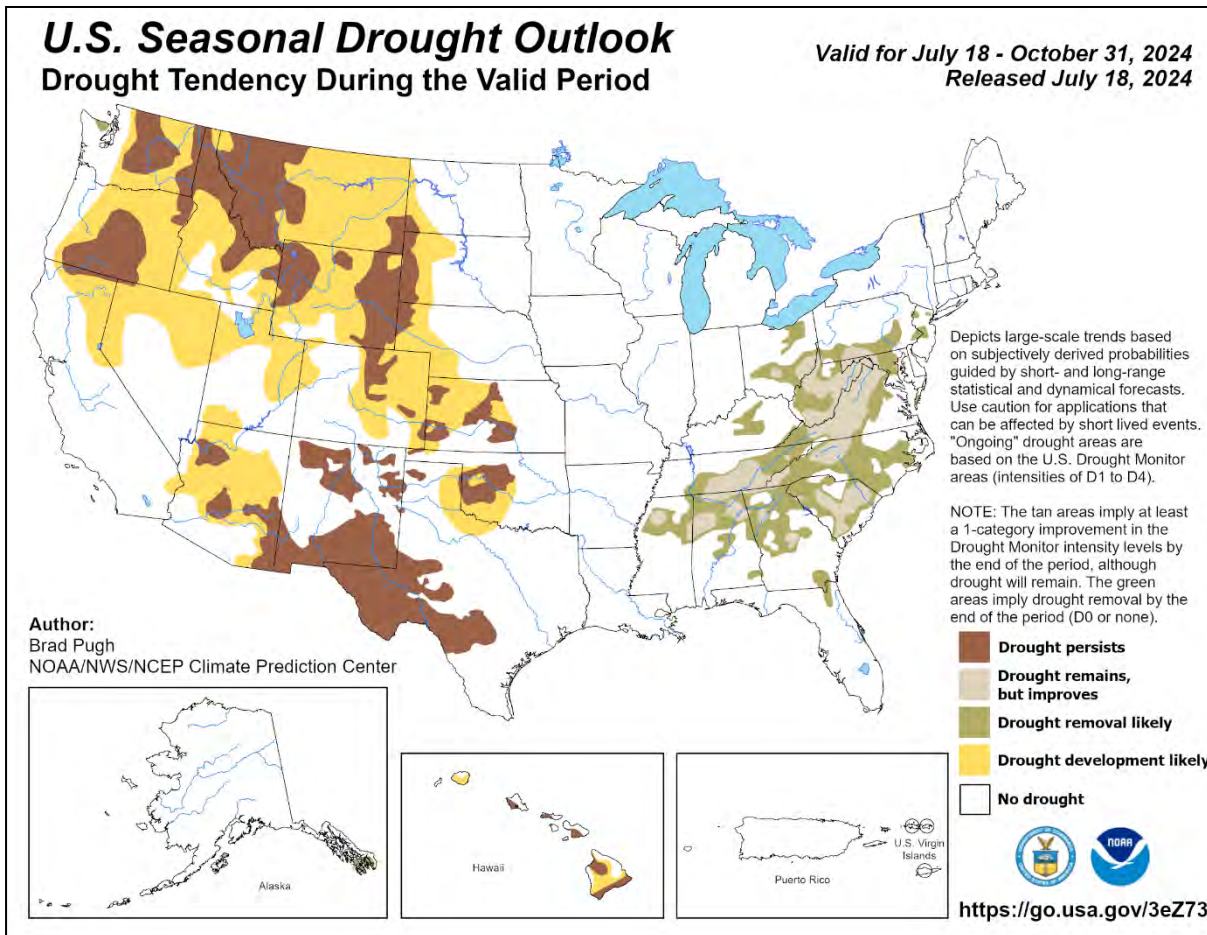 U.S. Seasonal Drought Outlook
Drought Tendency During the Valid Period
Valid for July 18 - October 31, 2024
Released July 18, 2024
Depicts large-scale trends based
on subjectively derived probabilities
guided by short- and long-range
statistical and dynamical forecasts.
Use caution for applications that
can be affected by short lived events.
"Ongoing" drought areas are
based on the U.S. Drought Monitor
areas (intensities of D1 to D4).
NOTE: The tan areas imply at least
a 1-category improvement in the
Drought Monitor intensity levels by
the end of the period, although
drought will remain. The green
areas imply drought removal by the
end of the period (D0 or none).
Author:
Brad Pugh
NOAA/NWS/NCEP Climate Prediction Center
Drought persists
Drought remains,
but improves
Drought removal likely
Drought development likely
No drought
Alaska
Hawaii
Puerto Rico
U.S. Virgin
Islands
NOAA
https://go.usa.gov/3eZ73